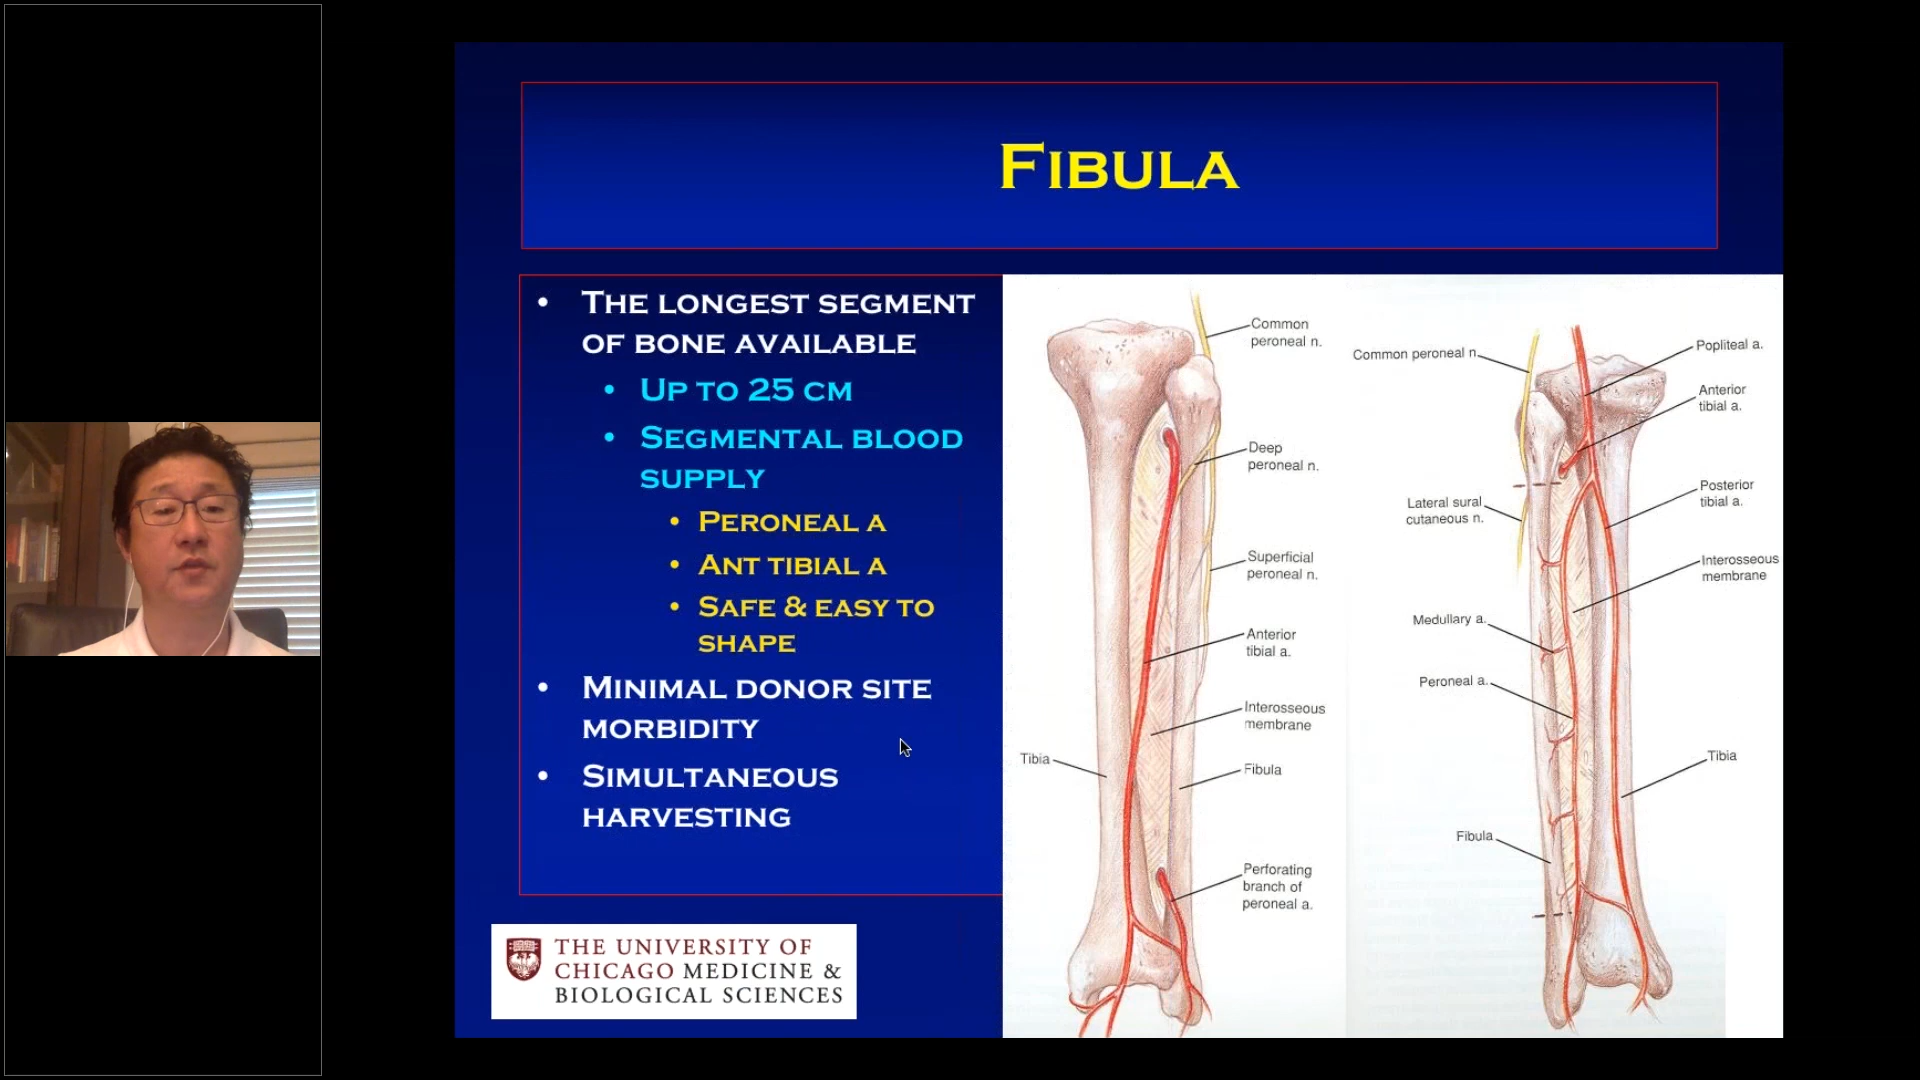 FIBULA
• THE LONGEST SEGMENT
OF BONE AVAILABLE
• UP TO 25 CM
• SEGMENTAL BLOOD
SUPPLY
• PERONEAL A
• ANT TIBIAL A
• SAFE & EASY TO
SHAPE
• MINIMAL DONOR SITE
MORBIDITY
• SIMULTANEOUS
HARVESTING
THE UNIVERSITY OF
CHICAGO MEDICINE &
BIOLOGICAL SCIENCES
Common
peroneal n.
Deep
peroneal n.
Superficial
peroneal n.
Anterior
tibial a.
Interosseous
membrane
Tibia
Fibula
Perforating
branch of
peroneal a.
Common peroneal n.
Popliteal a.
Anterior
tibial a.
Lateral sural
cutaneous n.
Posterior
tibial a.
Interosseous
membrane
Medullary a.
Peroneal a.
Tibia
Fibula